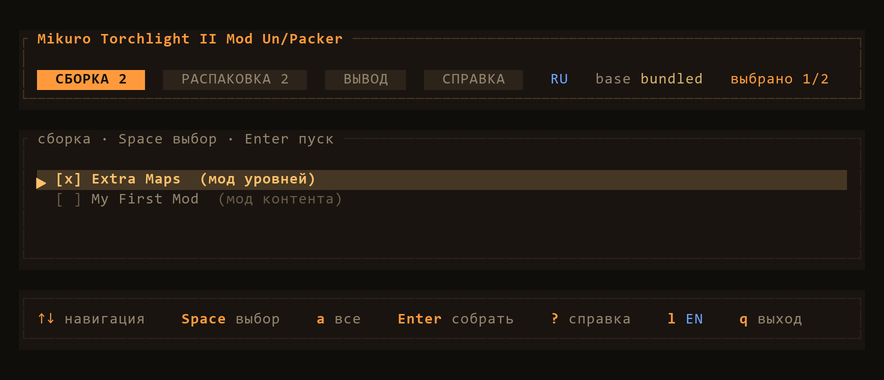 Mikuro Torchlight II Mod Un/Packer
СБОРКА 2 РАСПАКОВКА 2 ВЫВОД СПРАВКА RU base bundled выбрано 1/2
сборка · Space выбор · Enter пуск
▶ [x] Extra Maps (мод уровней)
[ ] My First Mod (мод контента)
↑↓ навигация Space выбор a все Enter собрать ? справка l EN q выход